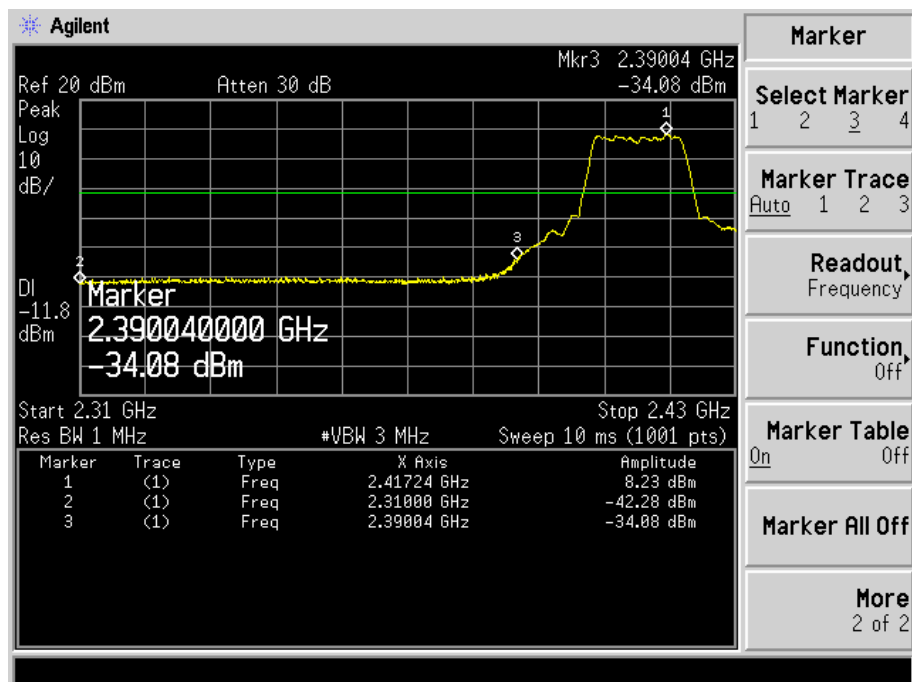 Agilent
Marker
Mkr3 2.39004 GHz
Ref 20 dBm Atten 30 dB -34.08 dBm
Peak
Log
10
dB/
1
2
3
DI
-11.8
dBm
Marker
2.390040000 GHz
-34.08 dBm
Start 2.31 GHz Stop 2.43 GHz
Res BW 1 MHz #VBW 3 MHz Sweep 10 ms (1001 pts)
Marker Trace Type X Axis Amplitude
1 (1) Freq 2.41724 GHz 8.23 dBm
2 (1) Freq 2.31000 GHz -42.28 dBm
3 (1) Freq 2.39004 GHz -34.08 dBm
Select Marker
1 2 3 4
Marker Trace
Auto 1 2 3
Readout
Frequency
Function
Off
Marker Table
On Off
Marker All Off
More
2 of 2